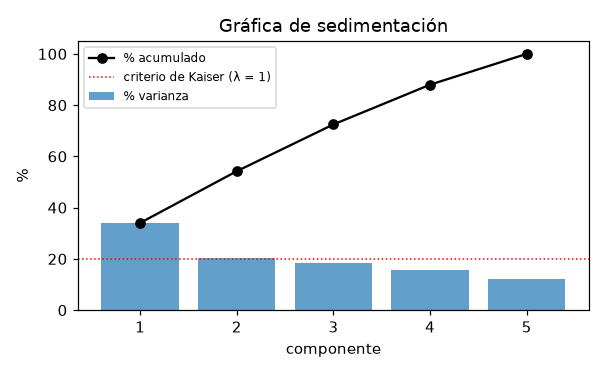 Gráfica de sedimentación
% acumulado
criterio de Kaiser (λ = 1)
% varianza
%
100
80
60
40
20
0
1 2 3 4 5
componente